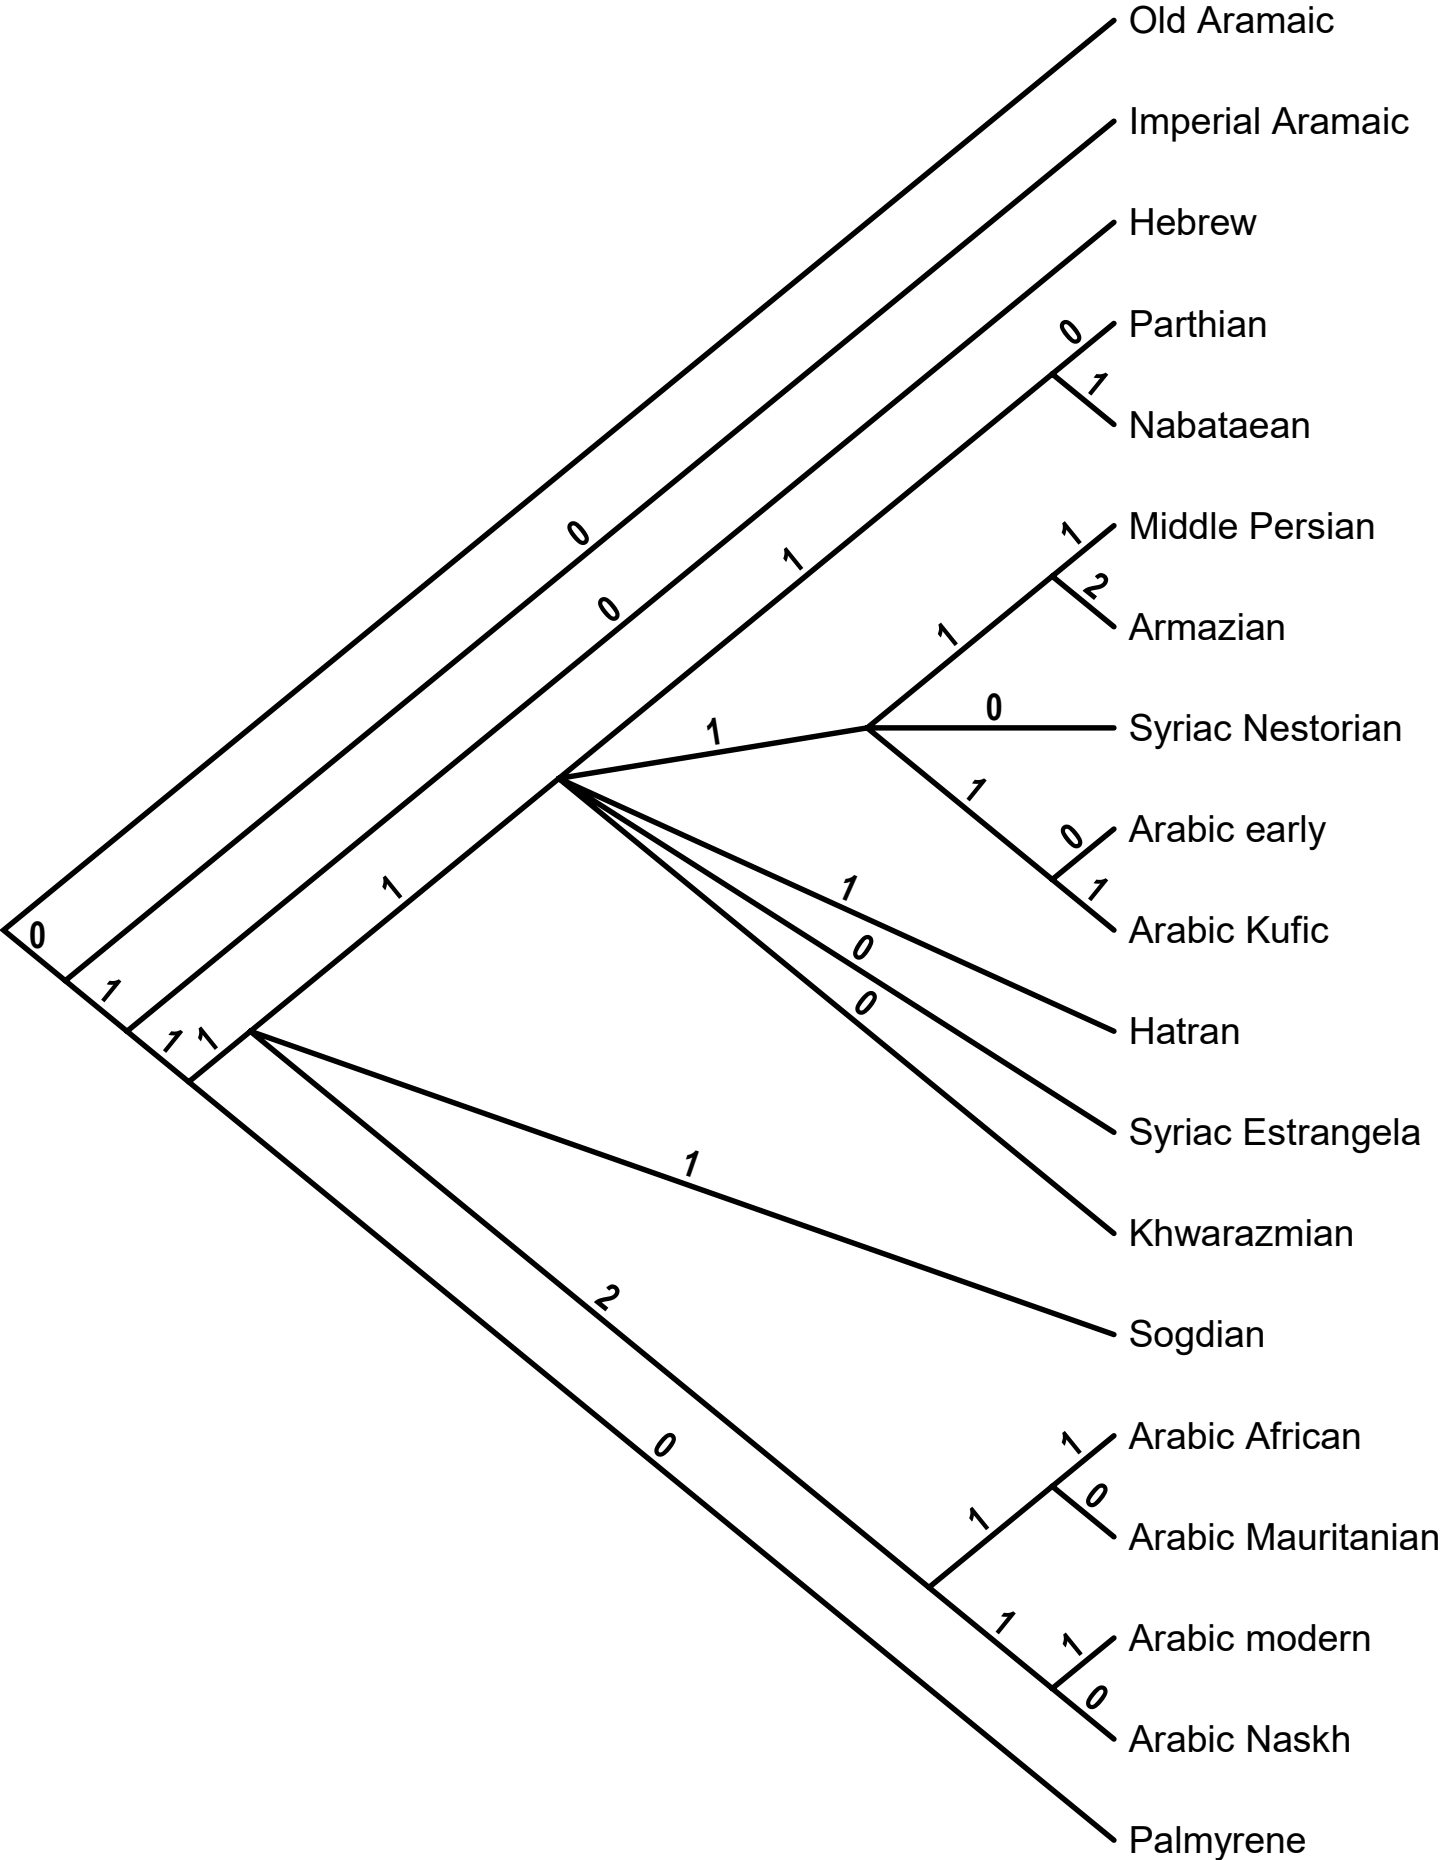 Old Aramaic
Imperial Aramaic
Hebrew
0
Parthian
1
Nabataean
1
Middle Persian
0
1
2
Armazian
0
1
0
Syriac Nestorian
1
1
0
Arabic early
1
1
1
Arabic Kufic
0
0
1
0
Hatran
1
1
Syriac Estrangela
1
Khwarazmian
2
Sogdian
0
1
Arabic African
0
1
Arabic Mauritanian
1
1
Arabic modern
0
Arabic Naskh
Palmyrene